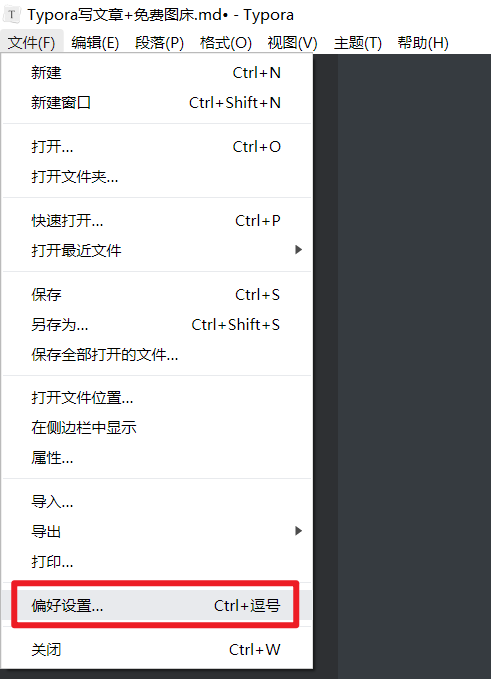 T Typora写文章+免费图床.md• - Typora
文件(F) 编辑(E) 段落(P) 格式(O) 视图(V) 主题(T) 帮助(H)
新建 Ctrl+N
新建窗口 Ctrl+Shift+N
打开... Ctrl+O
打开文件夹...
快速打开... Ctrl+P
打开最近文件
保存 Ctrl+S
另存为... Ctrl+Shift+S
保存全部打开的文件...
打开文件位置...
在侧边栏中显示
属性...
导入...
导出
打印...
偏好设置... Ctrl+逗号
关闭 Ctrl+W